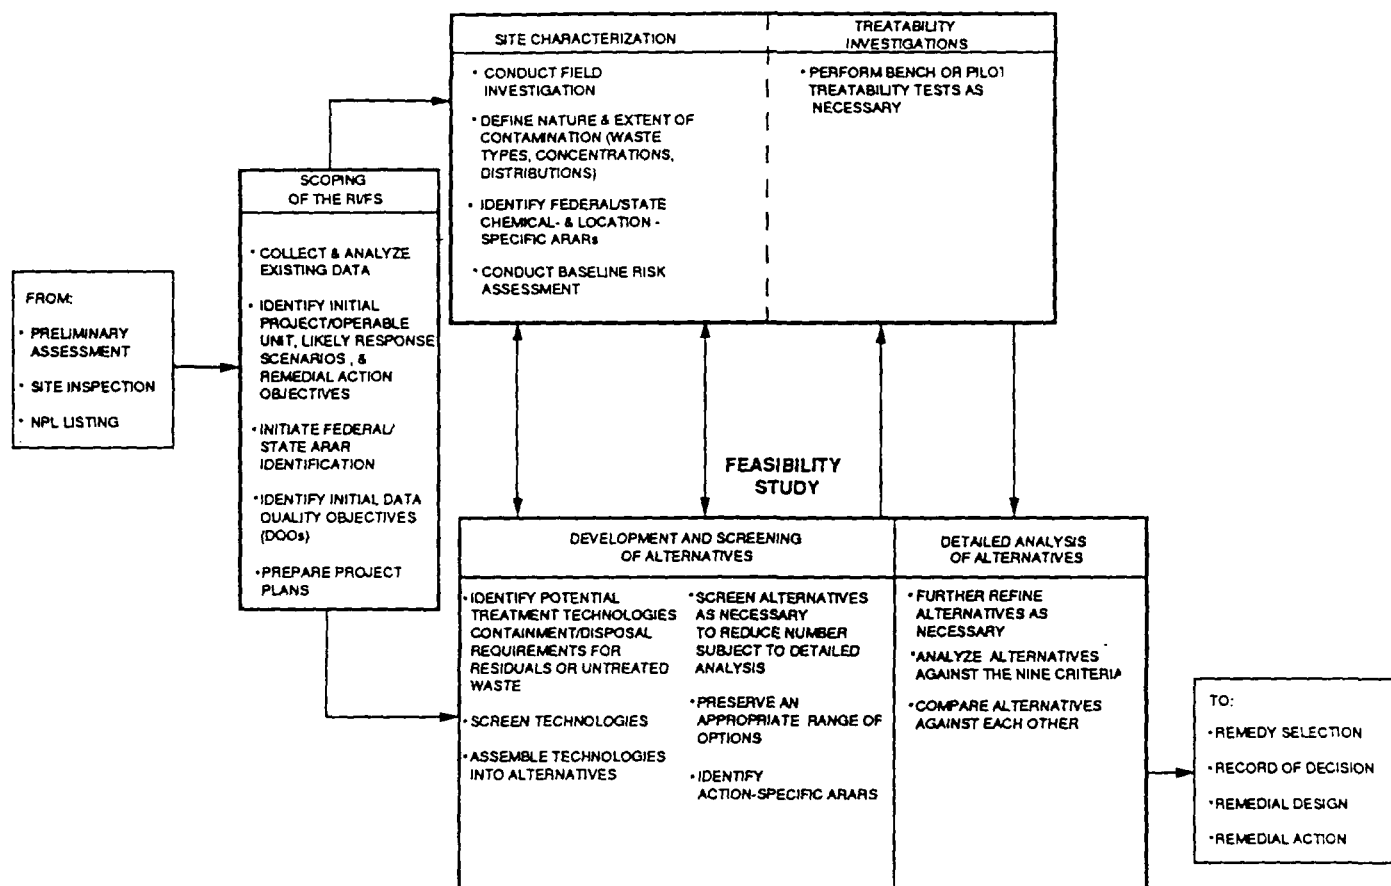 SITE CHARACTERIZATION
TREATABILITY
INVESTIGATIONS
• CONDUCT FIELD
INVESTIGATION
• DEFINE NATURE & EXTENT OF
CONTAMINATION (WASTE
TYPES, CONCENTRATIONS,
DISTRIBUTIONS)
• IDENTIFY FEDERAL/STATE
CHEMICAL- & LOCATION -
SPECIFIC ARARs
• CONDUCT BASELINE RISK
ASSESSMENT
• PERFORM BENCH OR PILOT
TREATABILITY TESTS AS
NECESSARY
SCOPING
OF THE RI/FS
• COLLECT & ANALYZE
EXISTING DATA
• IDENTIFY INITIAL
PROJECT/OPERABLE
UNIT, LIKELY RESPONSE
SCENARIOS , &
REMEDIAL ACTION
OBJECTIVES
• INITIATE FEDERAL/
STATE ARAR
IDENTIFICATION
• IDENTIFY INITIAL DATA
QUALITY OBJECTIVES
(DQOs)
• PREPARE PROJECT
PLANS
FROM:
• PRELIMINARY
ASSESSMENT
• SITE INSPECTION
• NPL LISTING
FEASIBILITY
STUDY
DEVELOPMENT AND SCREENING
OF ALTERNATIVES
• IDENTIFY POTENTIAL
TREATMENT TECHNOLOGIES
CONTAINMENT/DISPOSAL
REQUIREMENTS FOR
RESIDUALS OR UNTREATED
WASTE
• SCREEN TECHNOLOGIES
• ASSEMBLE TECHNOLOGIES
INTO ALTERNATIVES
• SCREEN ALTERNATIVES
AS NECESSARY
TO REDUCE NUMBER
SUBJECT TO DETAILED
ANALYSIS
• PRESERVE AN
APPROPRIATE RANGE OF
OPTIONS
• IDENTIFY
ACTION-SPECIFIC ARARS
DETAILED ANALYSIS
OF ALTERNATIVES
• FURTHER REFINE
ALTERNATIVES AS
NECESSARY
• ANALYZE ALTERNATIVES
AGAINST THE NINE CRITERIA
• COMPARE ALTERNATIVES
AGAINST EACH OTHER
TO:
• REMEDY SELECTION
• RECORD OF DECISION
• REMEDIAL DESIGN
• REMEDIAL ACTION